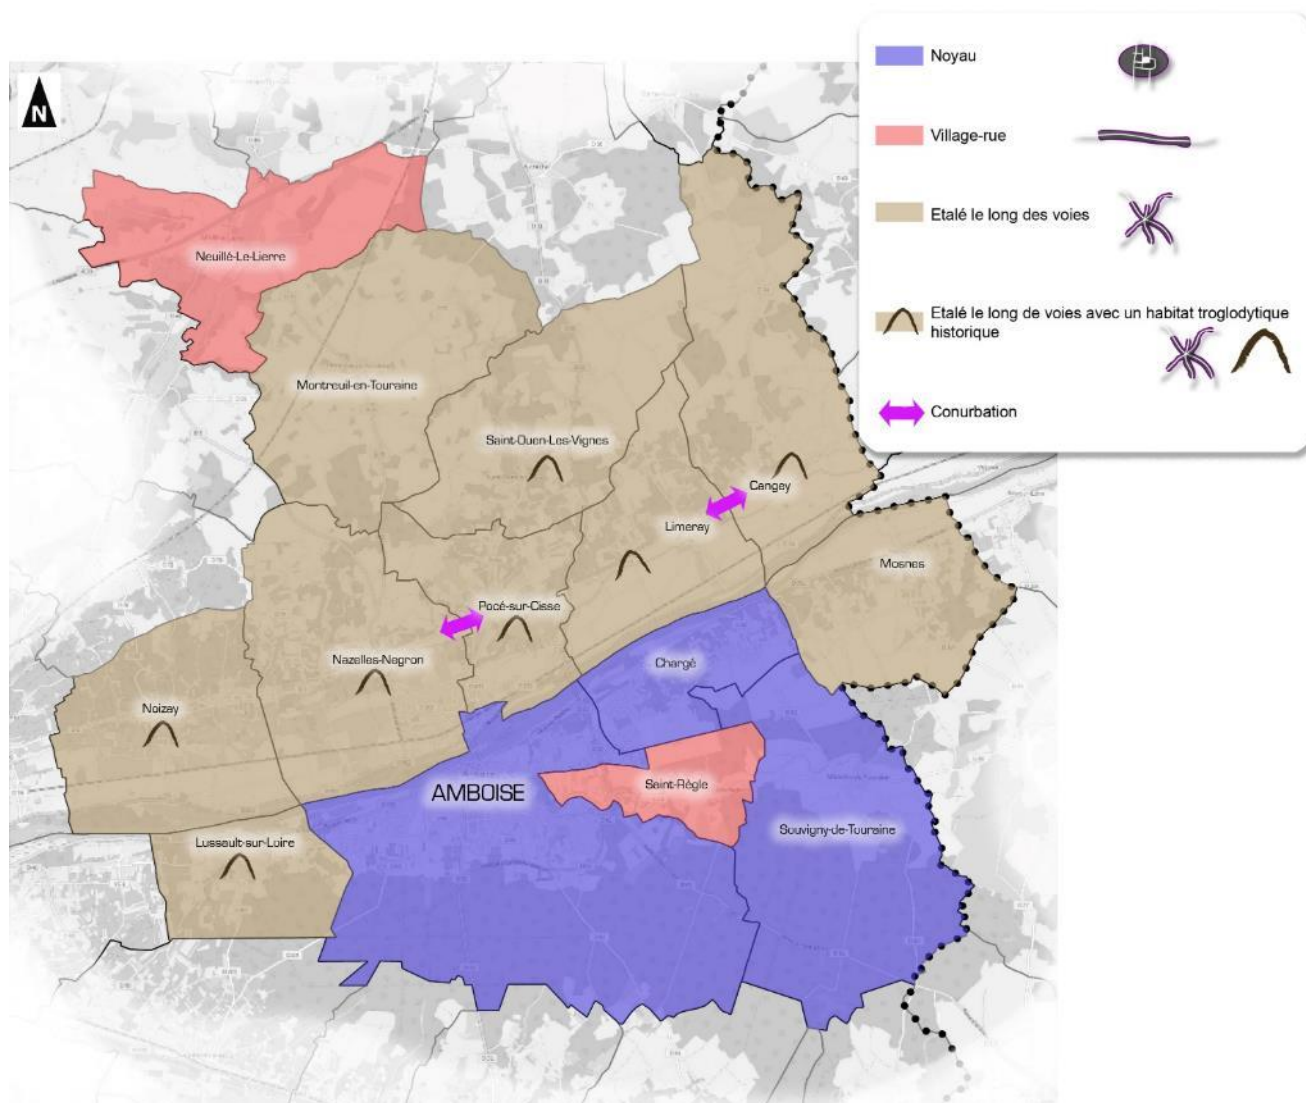 Noyau
Village-rue
Etalé le long des voies
Etalé le long de voies avec un habitat troglodytique
historique
Conurbation
N
Neuillé-Le-Lierre
Montreuil-en-Touraine
Saint-Ouen-Les-Vignes
Cangey
Limeray
Mosnes
Pocé-sur-Cisse
Nazelles-Negron
Chargé
Noizay
Saint-Règle
AMBOISE
Souvigny-de-Touraine
Lussault-sur-Loire